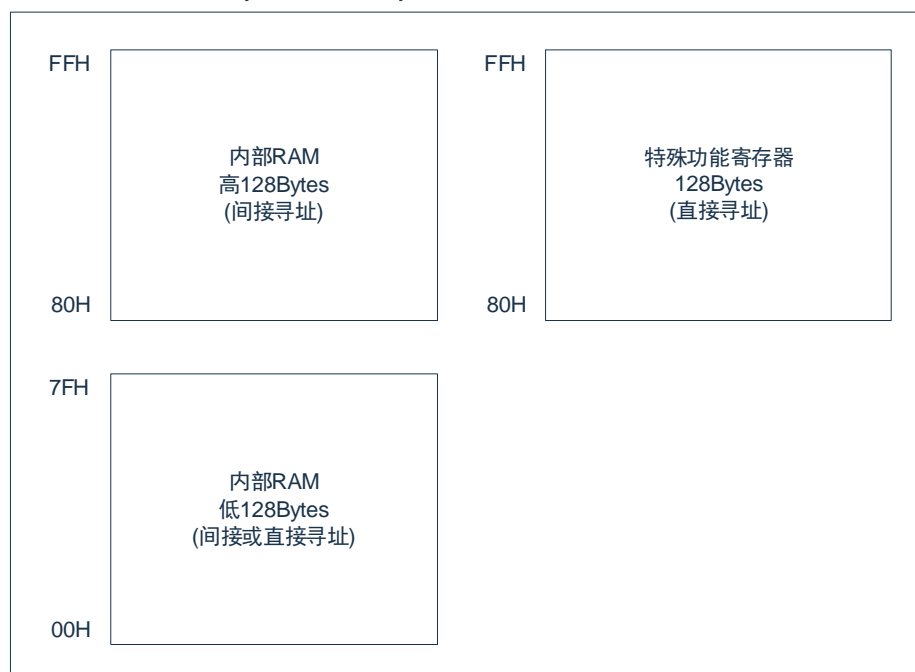 FFH
内部RAM
高128Bytes
(间接寻址)
80H
FFH
特殊功能寄存器
128Bytes
(直接寻址)
80H
7FH
内部RAM
低128Bytes
(间接或直接寻址)
00H